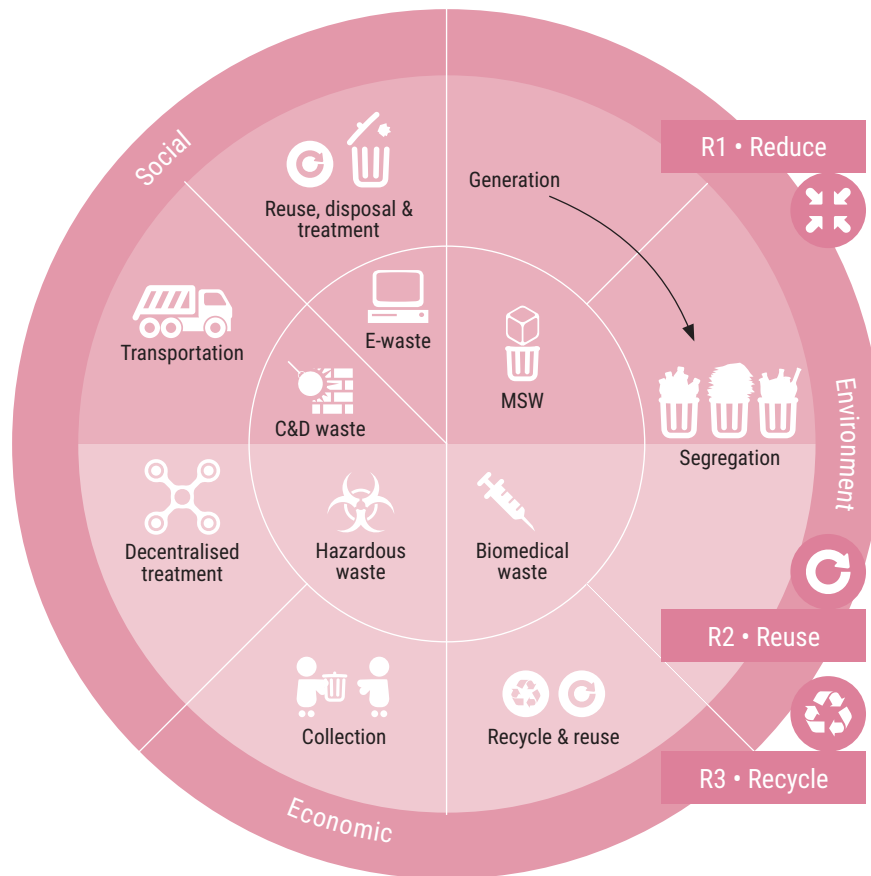 Social
R1 • Reduce
Generation
Reuse, disposal &
treatment
Transportation
E-waste
C&D waste
MSW
Segregation
Environment
Decentralised
treatment
Hazardous
waste
Biomedical
waste
R2 • Reuse
Collection
Recycle & reuse
R3 • Recycle
Economic